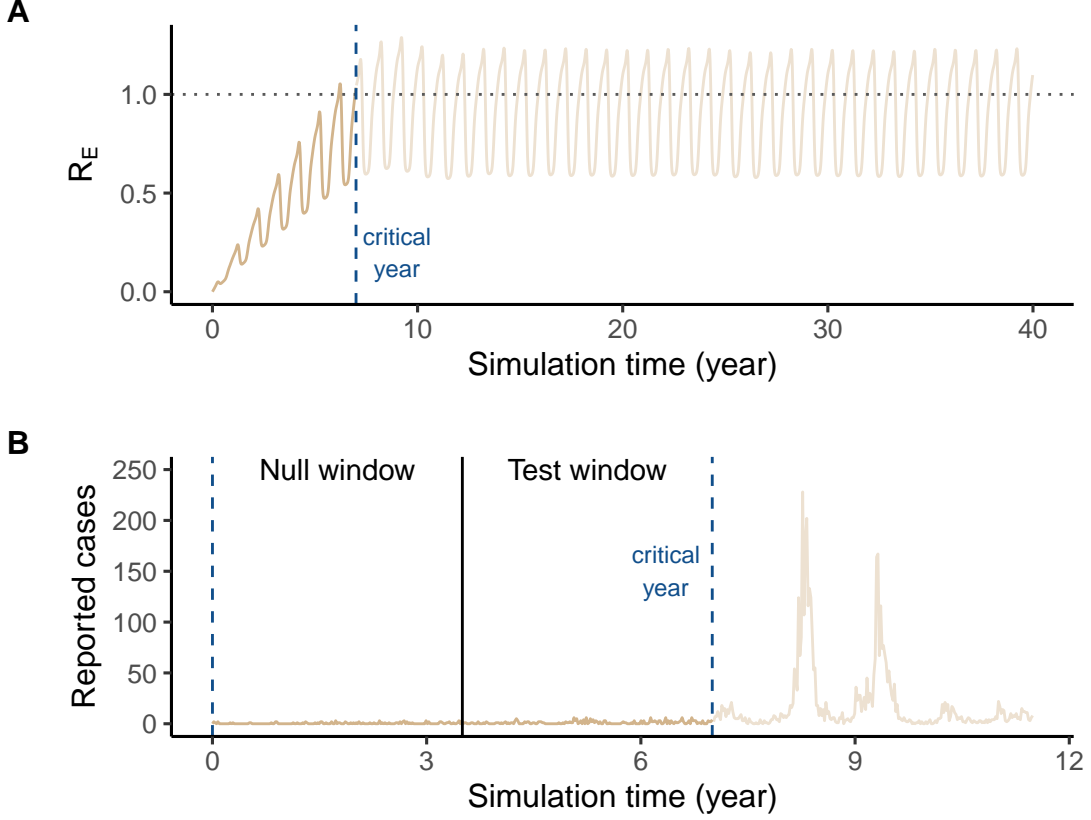 A
R_E
1.0
0.5
0.0
critical
year
0
10
20
30
40
Simulation time (year)
B
Reported cases
250
200
150
100
50
0
Null window
Test window
critical
year
0
3
6
9
12
Simulation time (year)